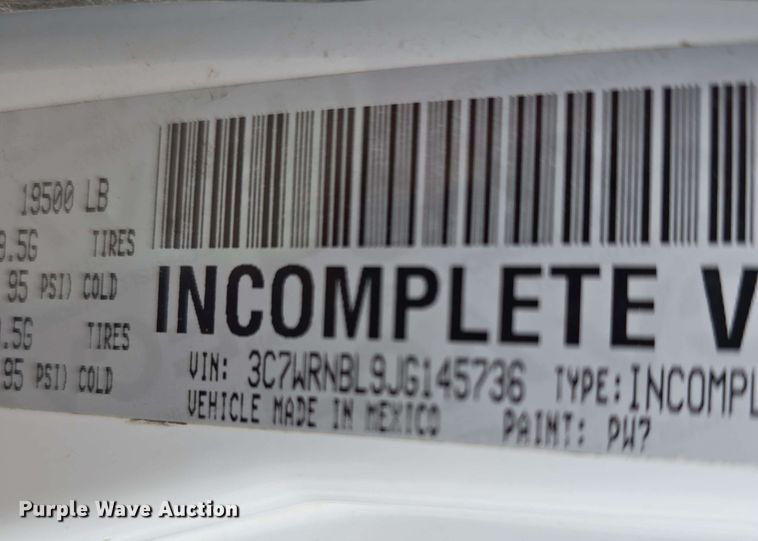 19500 LB
.5G TIRES
95 PSI) COLD
.5G TIRES
95 PSI) COLD
INCOMPLETE V
VIN: 3C7WRNBL9JG145736 TYPE: INCOMPL
VEHICLE MADE IN MEXICO PAINT: PW7
Purple Wave Auction